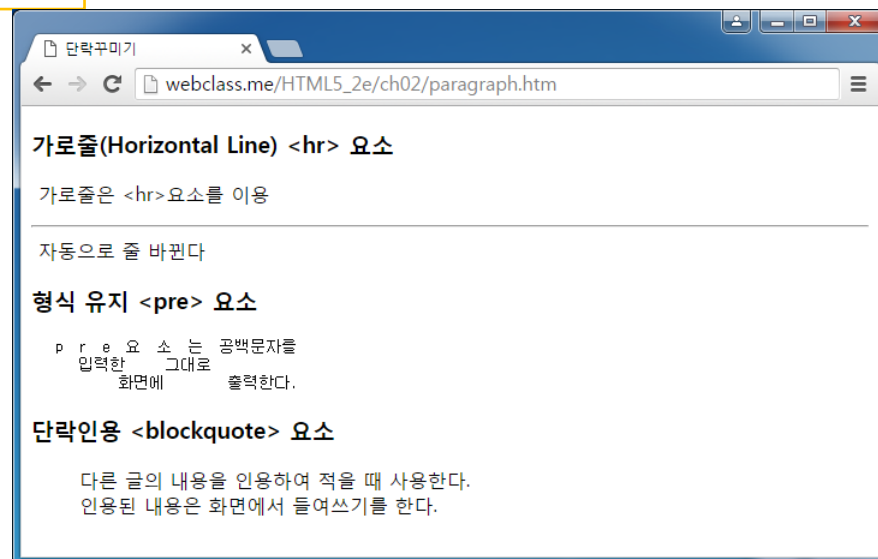 단락꾸미기
webclass.me/HTML5_2e/ch02/paragraph.htm
가로줄(Horizontal Line) <hr> 요소
가로줄은 <hr>요소를 이용
자동으로 줄 바뀐다
형식 유지 <pre> 요소
p r e 요 소 는 공백문자를
입력한 그대로
화면에 출력한다.
단락인용 <blockquote> 요소
다른 글의 내용을 인용하여 적을 때 사용한다.
인용된 내용은 화면에서 들여쓰기를 한다.